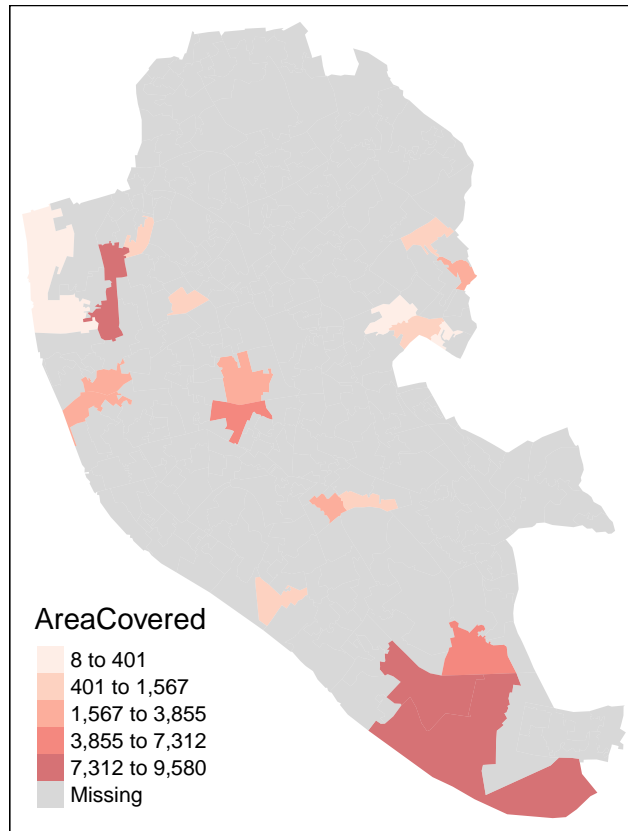 AreaCovered
8 to 401
401 to 1,567
1,567 to 3,855
3,855 to 7,312
7,312 to 9,580
Missing